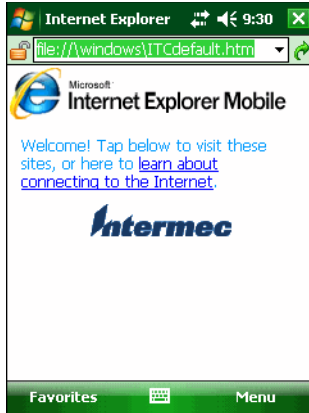 Internet Explorer 9:30
file://\windows\ITCdefault.htm
Microsoft
Internet Explorer Mobile
Welcome! Tap below to visit these
sites, or here to learn about
connecting to the Internet.
Intermec
Favorites Menu